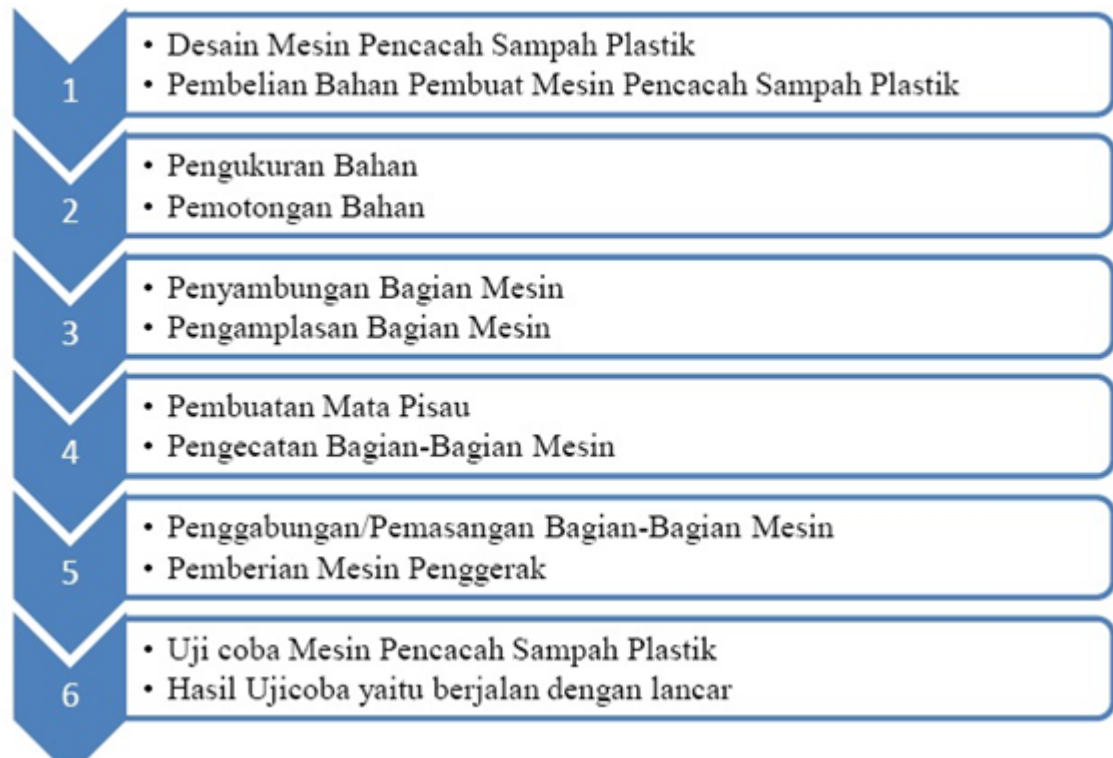 1
• Desain Mesin Pencacah Sampah Plastik
• Pembelian Bahan Pembuat Mesin Pencacah Sampah Plastik
2
• Pengukuran Bahan
• Pemotongan Bahan
3
• Penyambungan Bagian Mesin
• Pengamplasan Bagian Mesin
4
• Pembuatan Mata Pisau
• Pengecatan Bagian-Bagian Mesin
5
• Penggabungan/Pemasangan Bagian-Bagian Mesin
• Pemberian Mesin Penggerak
6
• Uji coba Mesin Pencacah Sampah Plastik
• Hasil Ujicoba yaitu berjalan dengan lancar